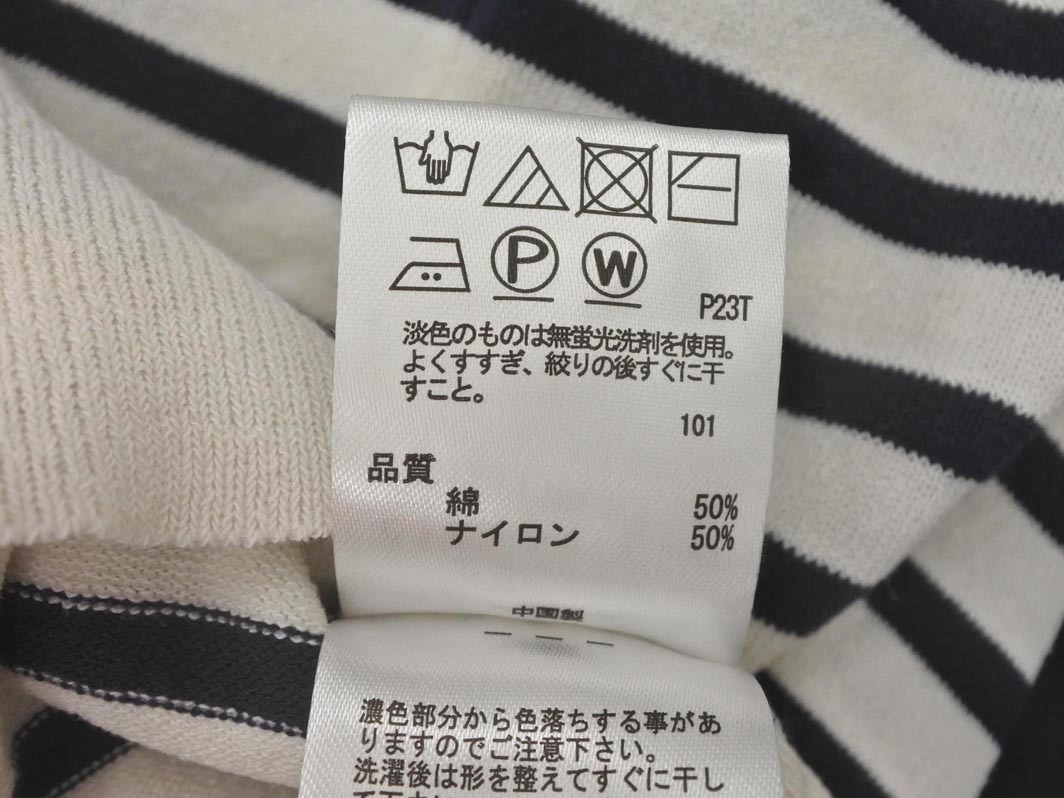 P
W
P23T
淡色のものは無蛍光洗剤を使用。
よくすすぎ、絞りの後すぐに干
すこと。
101
品質
綿 50%
ナイロン 50%
中国製
濃色部分から色落ちする事があ
りますのでご注意下さい。
洗濯後は形を整えてすぐに干し